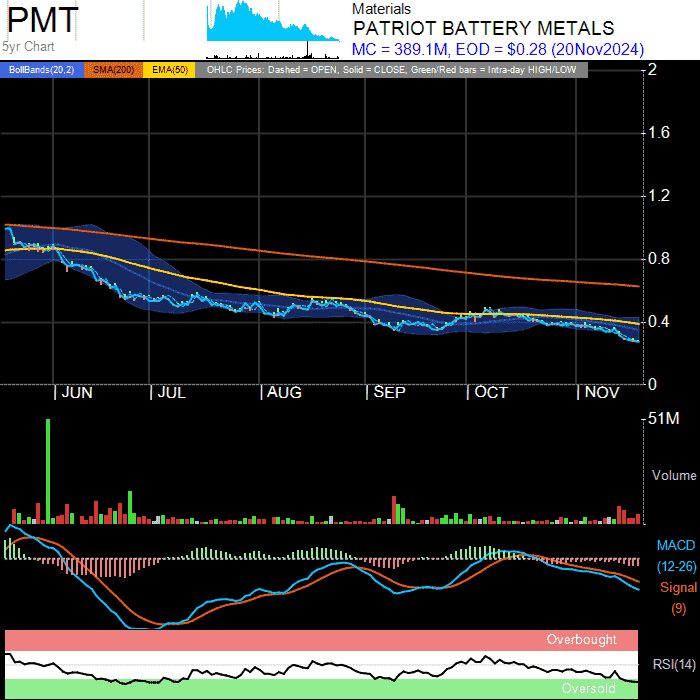 PMT
5yr Chart
Materials
PATRIOT BATTERY METALS
MC = 389.1M, EOD = $0.28 (20Nov2024)
BollBands(20,2) SMA(200) EMA(50) OHLC Prices: Dashed = OPEN, Solid = CLOSE, Green/Red bars = Intra-day HIGH/LOW
2
1.6
1.2
0.8
0.4
0
JUN JUL AUG SEP OCT NOV
51M
Volume
MACD
(12-26)
Signal
(9)
Overbought
RSI(14)
Oversold